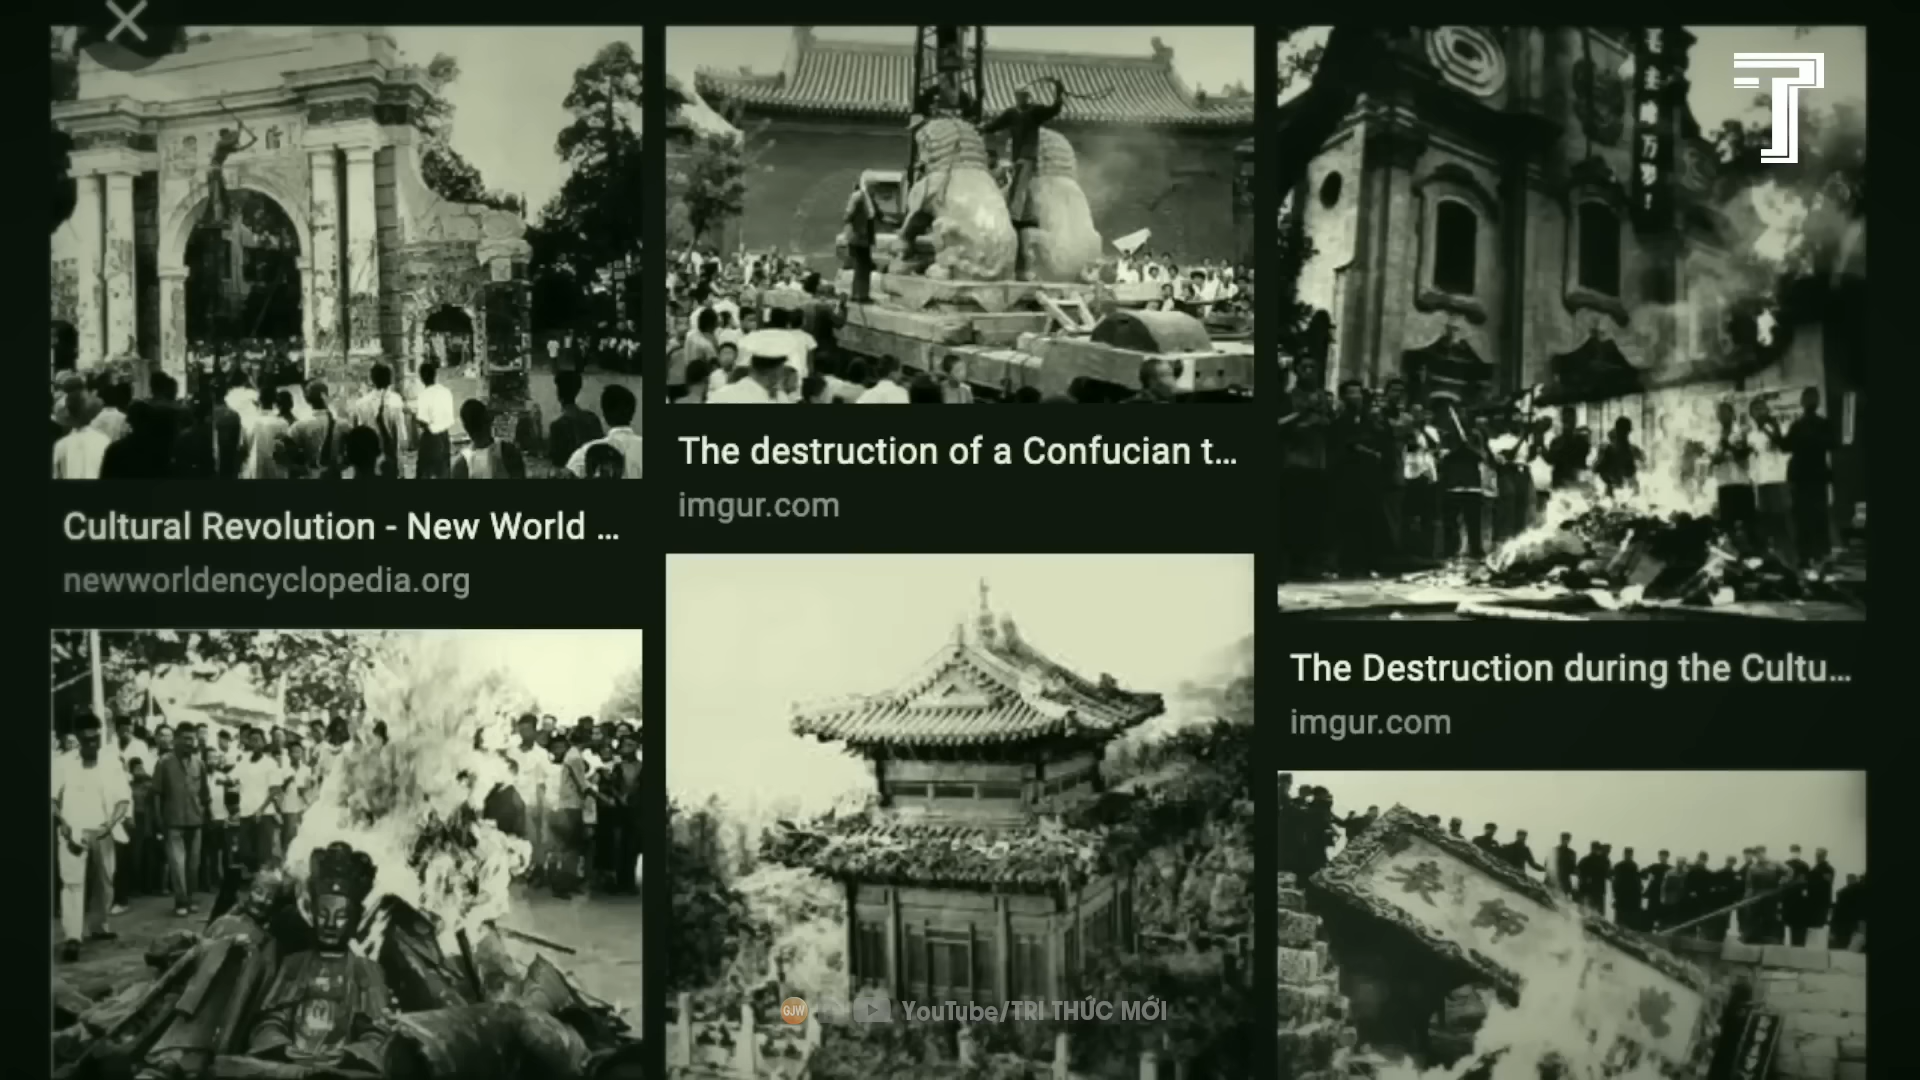 The destruction of a Confucian t...
imgur.com
Cultural Revolution - New World ...
newworldencyclopedia.org
The Destruction during the Cultu...
imgur.com
GJW
YouTube/TRI THỨC MỚI